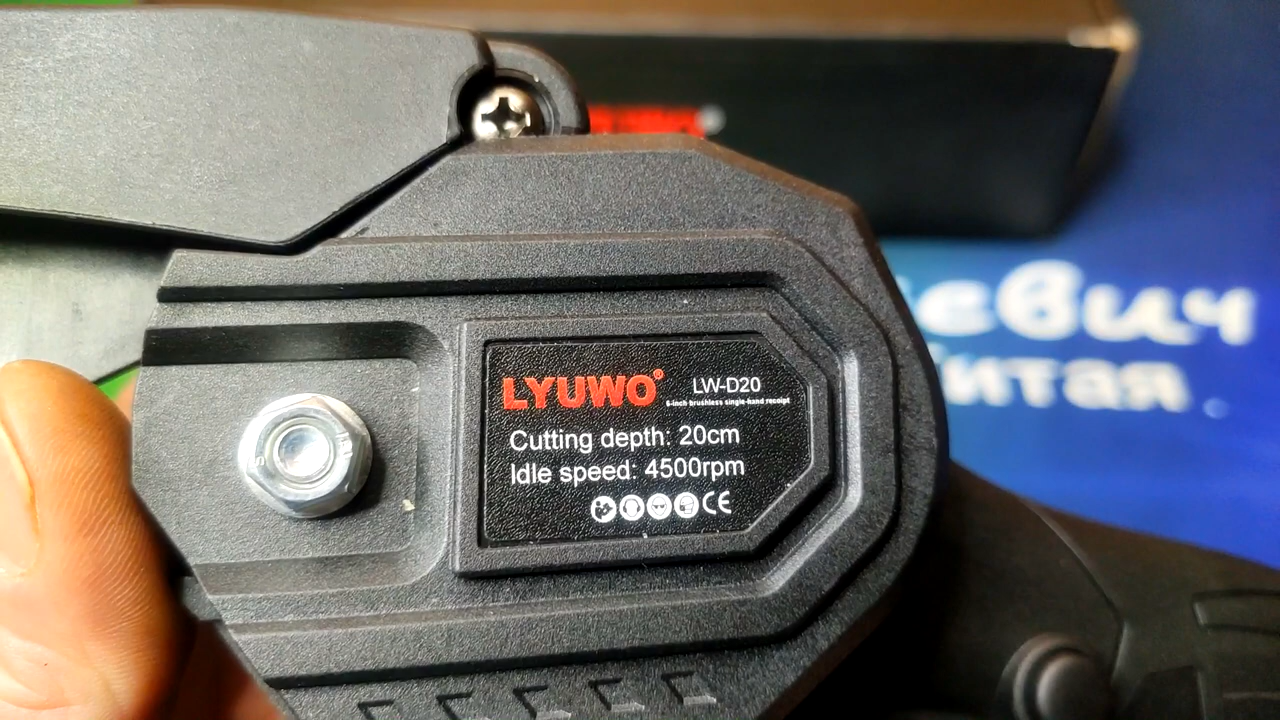 LYUWO LW-D20
6-inch brushless single-hand receipt
Cutting depth: 20cm
Idle speed: 4500rpm
CE
евич
итая